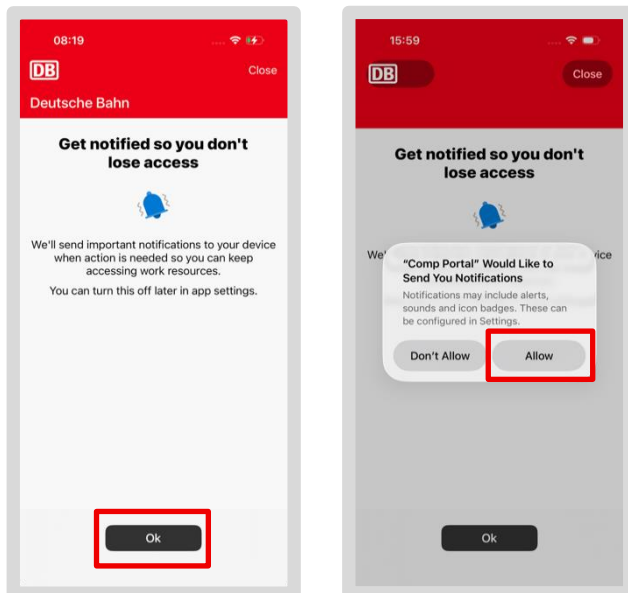 08:19
DB
Close
Deutsche Bahn
Get notified so you don't
lose access
We'll send important notifications to your device
when action is needed so you can keep
accessing work resources.
You can turn this off later in app settings.
Ok
15:59
DB
Close
Get notified so you don't
lose access
We'
"Comp Portal" Would Like to
Send You Notifications
Notifications may include alerts,
sounds and icon badges. These can
be configured in Settings.
Don't Allow
Allow
Ok